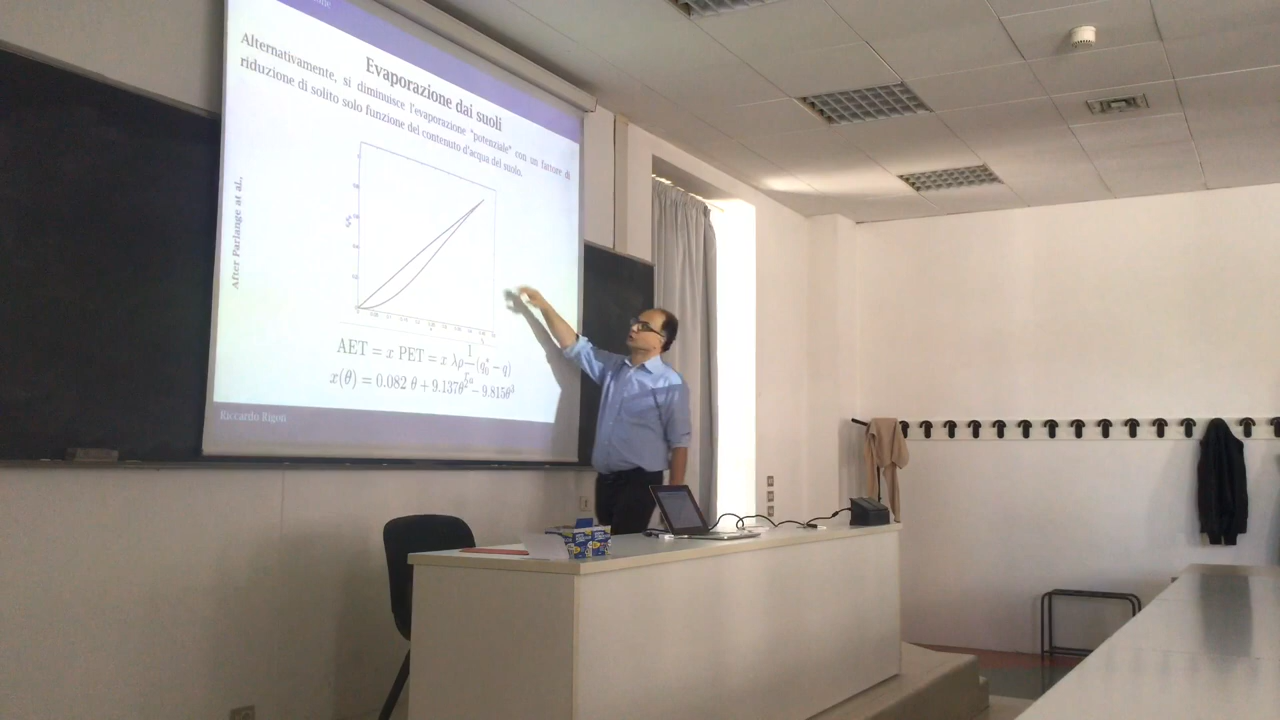 Evaporazione dai suoli
Alternativamente, si diminuisce l'evaporazione "potenziale" con un fattore di
riduzione di solito solo funzione del contenuto d'acqua del suolo.
After Parlange at al.,
AET = x PET = x λρ 1/rₐ (q₀* − q)
x(θ) = 0.082 θ + 9.137θ² − 9.815θ³
Riccardo Rigon